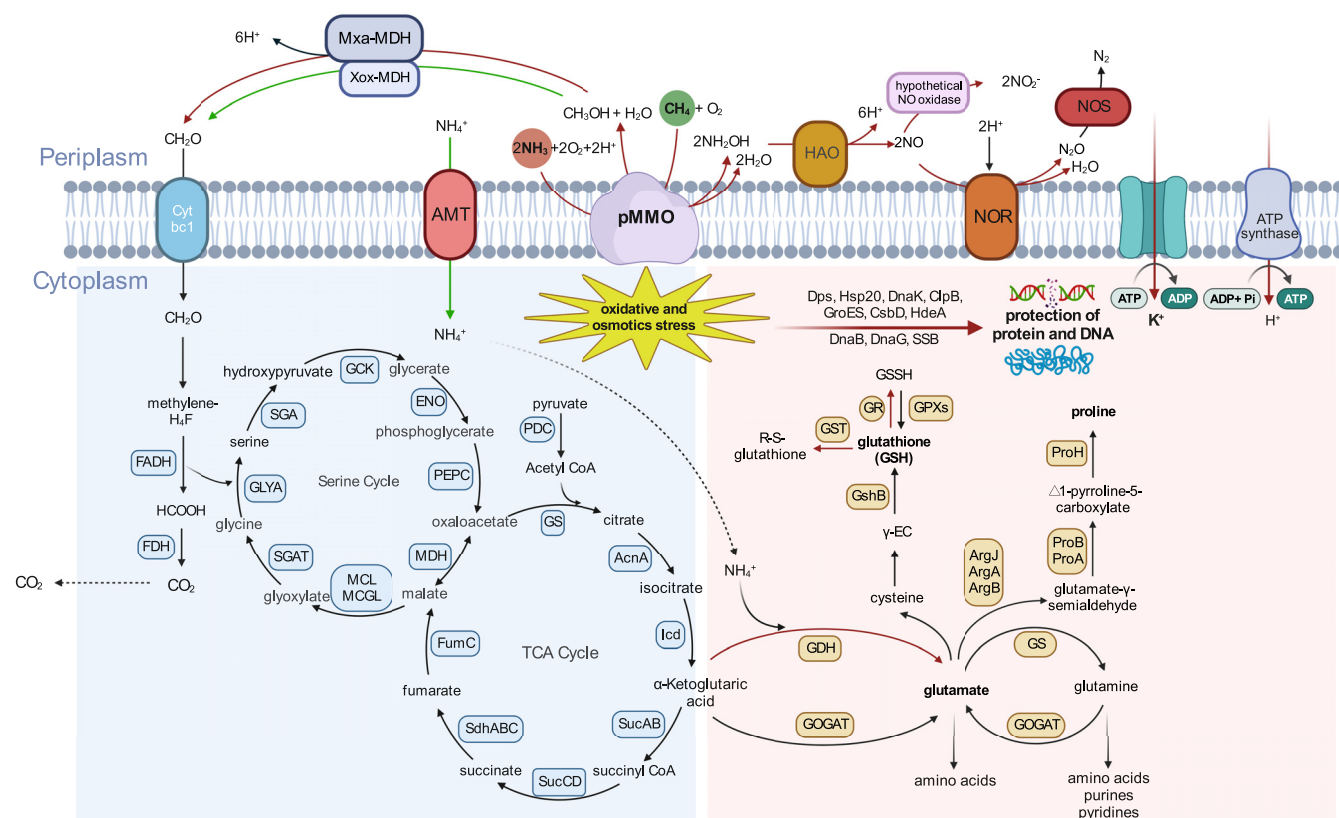 6H⁺
Mxa-MDH
Xox-MDH
CH₂O
Periplasm
Cyt
bc1
Cytoplasm
NH₄⁺
AMT
NH₄⁺
CH₃OH + H₂O
CH₄ + O₂
2NH₃+2O₂+2H⁺
pMMO
2NH₂OH
2H₂O
HAO
6H⁺
2NO
hypothetical
NO oxidase
2NO₂⁻
2H⁺
NOR
N₂
NOS
N₂O
H₂O
ATP
ADP
K⁺
ATP
synthase
ADP+ Pi
ATP
H⁺
oxidative and
osmotics stress
Dps, Hsp20, DnaK, ClpB,
GroES, CsbD, HdeA
DnaB, DnaG, SSB
protection of
protein and DNA
CH₂O
methylene-
H₄F
FADH
HCOOH
FDH
CO₂
CO₂
hydroxypyruvate
GCK
glycerate
SGA
ENO
serine
phosphoglycerate
GLYA
Serine Cycle
PEPC
glycine
oxaloacetate
SGAT
MDH
MCL
MCGL
glyoxylate
malate
pyruvate
PDC
Acetyl CoA
GS
citrate
AcnA
isocitrate
Icd
TCA Cycle
FumC
fumarate
α-Ketoglutaric
acid
SdhABC
SucAB
succinate
succinyl CoA
SucCD
NH₄⁺
GDH
GOGAT
GSSH
GR
GPXs
GST
R-S-
glutathione
glutathione
(GSH)
GshB
γ-EC
cysteine
proline
ProH
△1-pyrroline-5-
carboxylate
ProB
ProA
ArgJ
ArgA
ArgB
glutamate-γ-
semialdehyde
GS
glutamate
glutamine
GOGAT
amino acids
amino acids
purines
pyridines